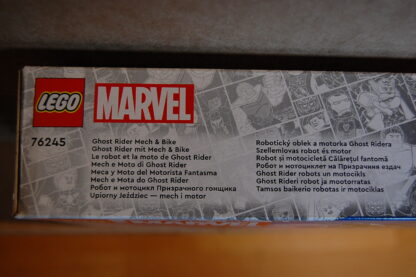 LEGO
MARVEL
76245
Ghost Rider Mech & Bike
Ghost Rider mit Mech & Bike
Le robot et la moto de Ghost Rider
Mech e Moto di Ghost Rider
Meca y Moto del Motorista Fantasma
Mech e Mota do Ghost Rider
Робот и мотоцикл Призрачного гонщика
Upiorny Jeździec — mech i motor
Robotický oblek a motorka Ghost Ridera
Szellemlovas robot és motor
Robot și motocicletă Călărețul fantomă
Робот и мотоциклет на Призрачния ездач
Ghost Rider robots un motocikls
Ghost Rideri robot ja mootorratas
Tamsos baikerio robotas ir motociklas